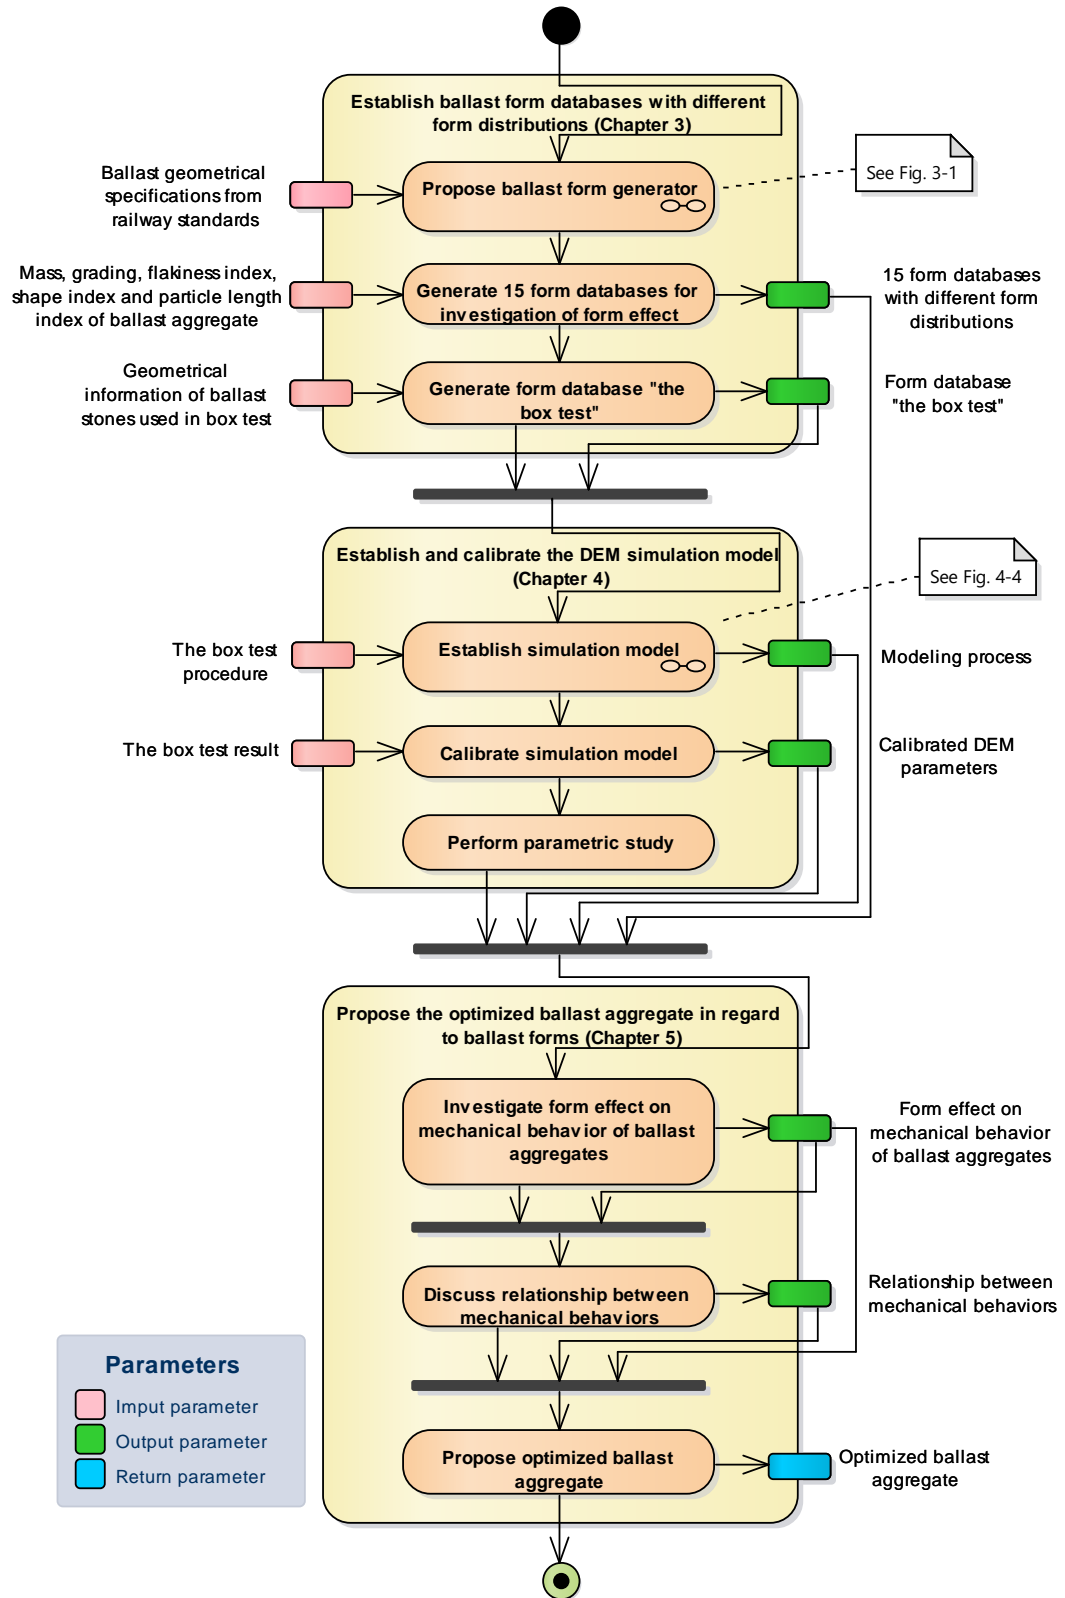 Establish ballast form databases with different
form distributions (Chapter 3)
Ballast geometrical
specifications from
railway standards
Propose ballast form generator
See Fig. 3-1
Mass, grading, flakiness index,
shape index and particle length
index of ballast aggregate
Generate 15 form databases for
investigation of form effect
15 form databases
with different form
distributions
Geometrical
information of ballast
stones used in box test
Generate form database "the
box test"
Form database
"the box test"
Establish and calibrate the DEM simulation model
(Chapter 4)
See Fig. 4-4
The box test
procedure
Establish simulation model
Modeling process
The box test result
Calibrate simulation model
Calibrated DEM
parameters
Perform parametric study
Propose the optimized ballast aggregate in regard
to ballast forms (Chapter 5)
Investigate form effect on
mechanical behavior of ballast
aggregates
Form effect on
mechanical behavior
of ballast aggregates
Discuss relationship between
mechanical behaviors
Relationship between
mechanical behaviors
Propose optimized ballast
aggregate
Optimized ballast
aggregate
Parameters
Imput parameter
Output parameter
Return parameter